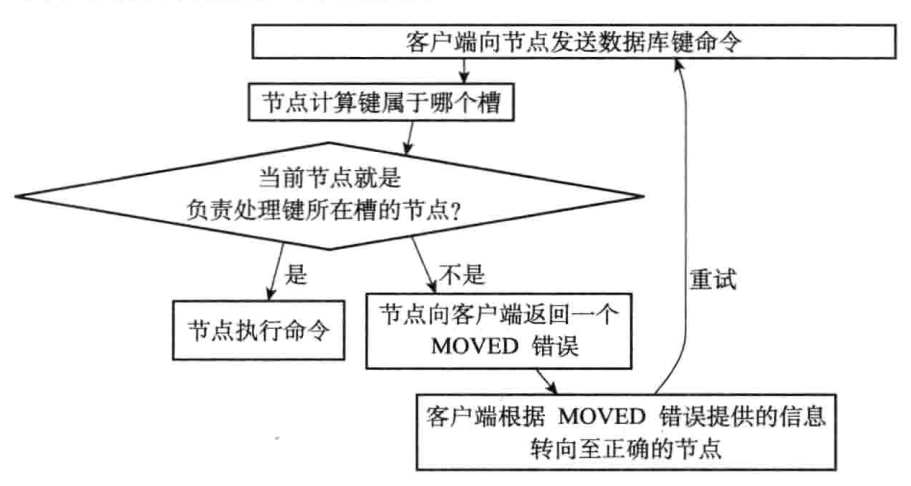 客户端向节点发送数据库键命令
节点计算键属于哪个槽
当前节点就是
负责处理键所在槽的节点?
是
不是
重试
节点执行命令
节点向客户端返回一个
MOVED 错误
客户端根据 MOVED 错误提供的信息
转向至正确的节点